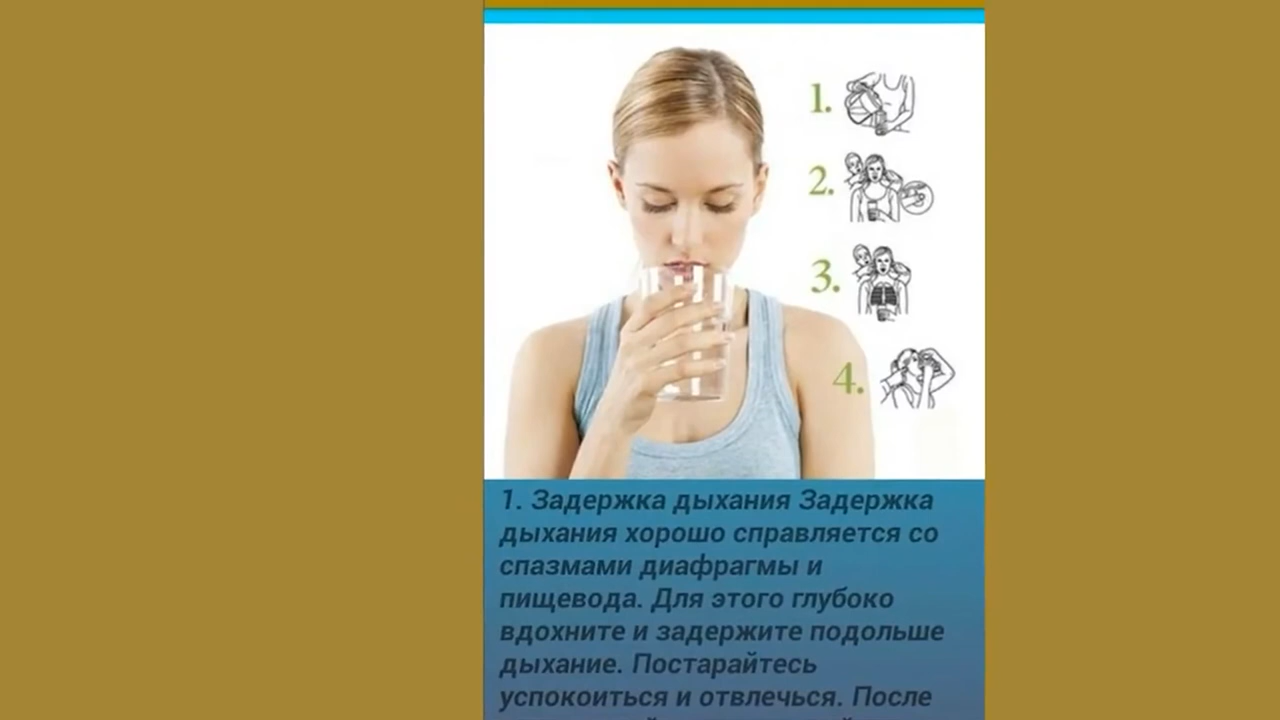 1.
2.
3.
4.
1. Задержка дыхания Задержка
дыхания хорошо справляется со
спазмами диафрагмы и
пищевода. Для этого глубоко
вдохните и задержите подольше
дыхание. Постарайтесь
успокоиться и отвлечься. После